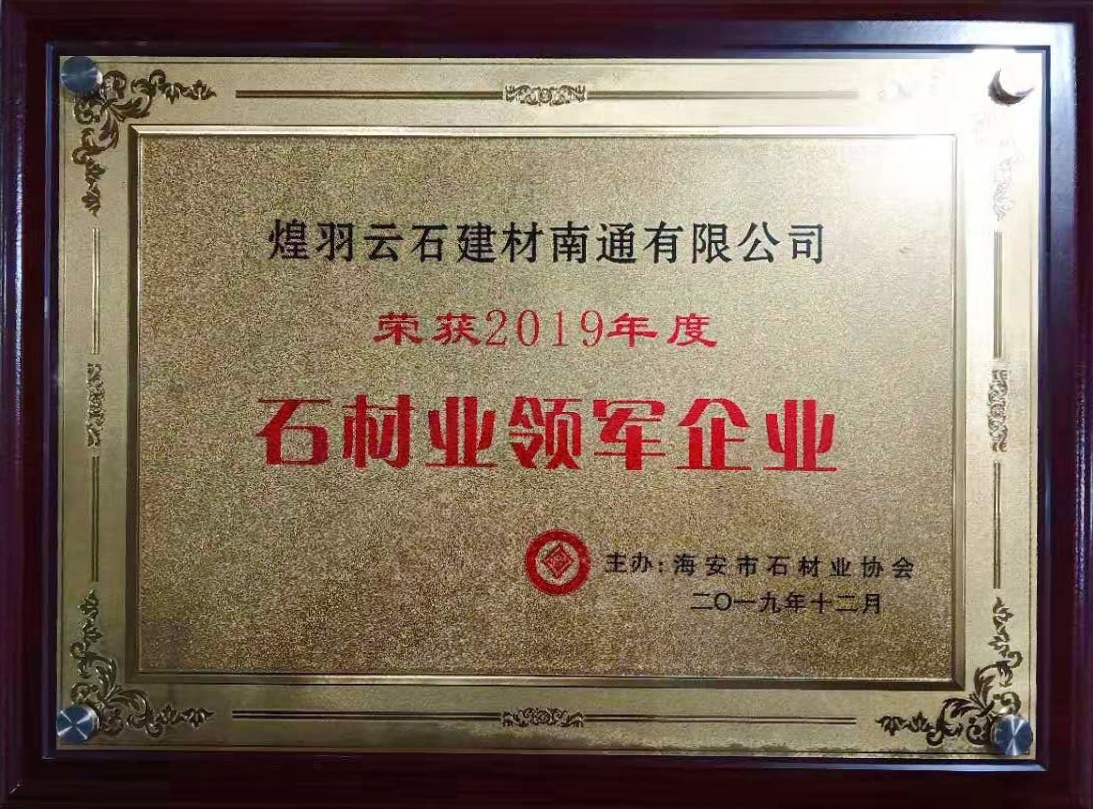 煌羽云石建材南通有限公司
荣获2019年度
石材业领军企业
主办:海安市石材业协会
二〇一九年十二月